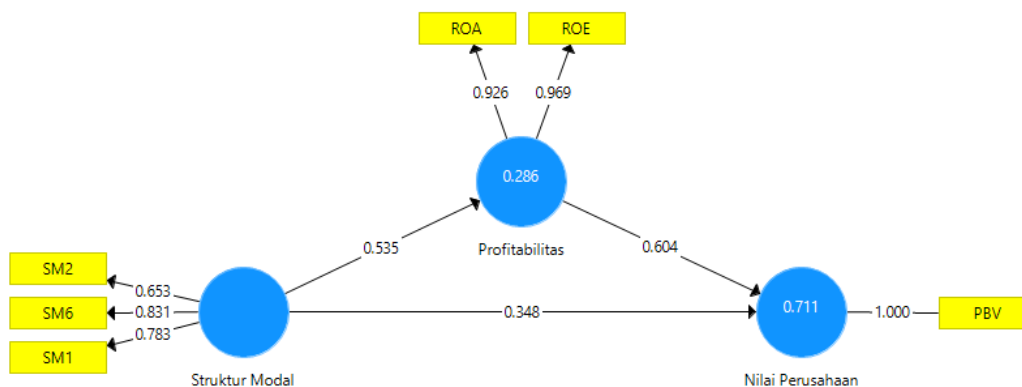 ROA
ROE
0.926
0.969
0.286
Profitabilitas
0.535
0.604
SM2
0.653
SM6
0.831
SM1
0.783
Struktur Modal
0.348
0.711
Nilai Perusahaan
1.000
PBV